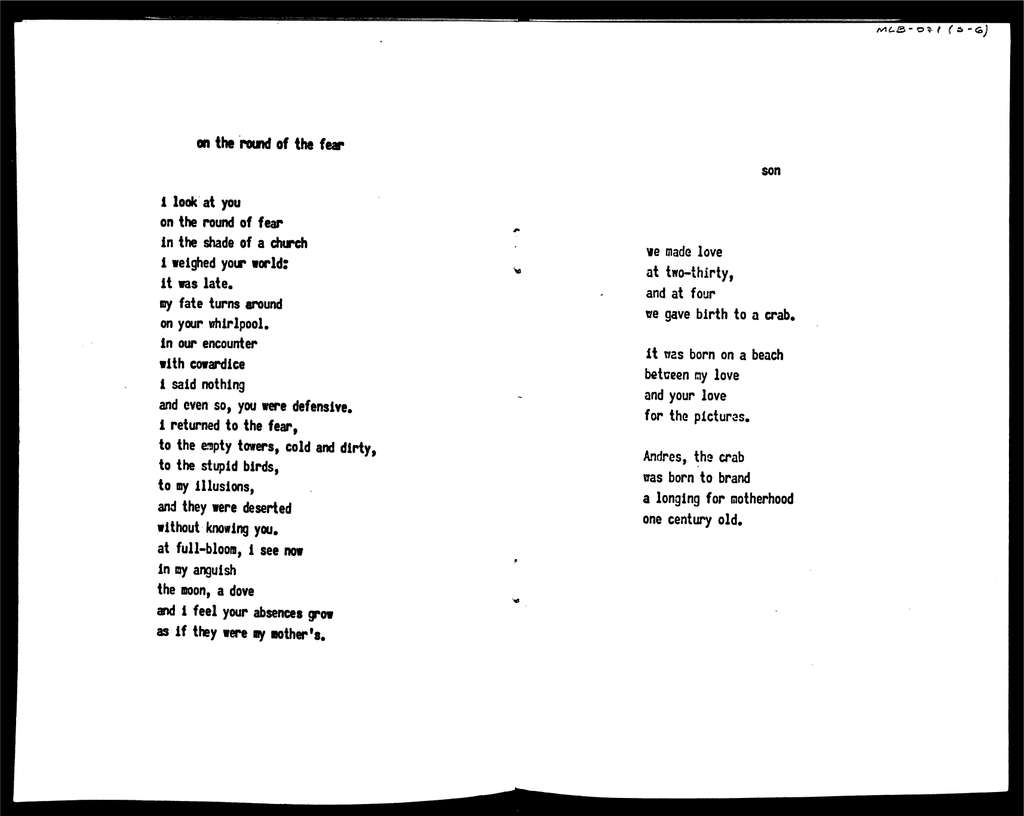 MLB-071 (5-6)
on the round of the fear
i look at you
on the round of fear
in the shade of a church
i weighed your world:
it was late.
my fate turns around
on your whirlpool.
in our encounter
with cowardice
i said nothing
and even so, you were defensive.
i returned to the fear,
to the empty towers, cold and dirty,
to the stupid birds,
to my illusions,
and they were deserted
without knowing you.
at full-bloom, i see now
in my anguish
the moon, a dove
and i feel your absences grow
as if they were my mother's.
son
we made love
at two-thirty,
and at four
we gave birth to a crab.
it was born on a beach
between my love
and your love
for the pictures.
Andres, the crab
was born to brand
a longing for motherhood
one century old.